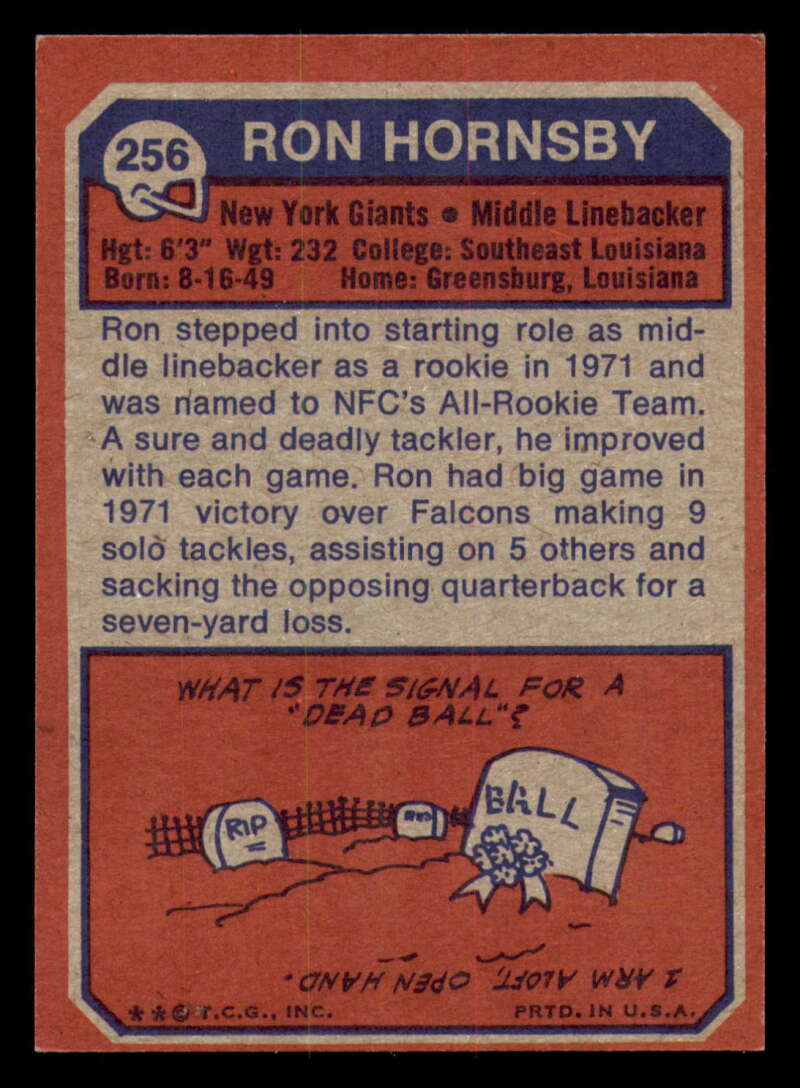 256
RON HORNSBY
New York Giants • Middle Linebacker
Hgt: 6'3" Wgt: 232 College: Southeast Louisiana
Born: 8-16-49 Home: Greensburg, Louisiana
Ron stepped into starting role as mid-
dle linebacker as a rookie in 1971 and
was named to NFC's All-Rookie Team.
A sure and deadly tackler, he improved
with each game. Ron had big game in
1971 victory over Falcons making 9
solo tackles, assisting on 5 others and
sacking the opposing quarterback for a
seven-yard loss.
WHAT IS THE SIGNAL FOR A
"DEAD BALL"?
BALL
RIP
1 ARM ALOFT, OPEN HAND.
**© T.C.G., INC. PRTD. IN U.S.A.